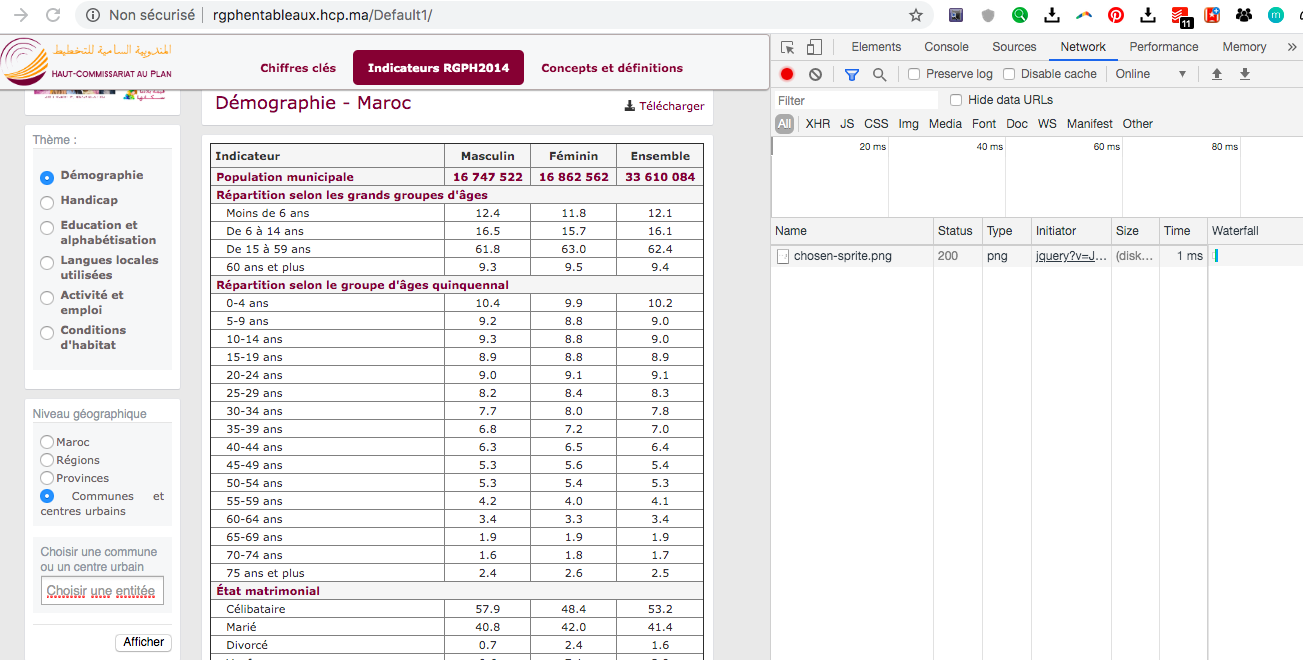 Non sécurisé | rgphentableaux.hcp.ma/Default1/
11
m
المندوبية السامية للتخطيط
HAUT-COMMISSARIAT AU PLAN
Chiffres clés
Indicateurs RGPH2014
Concepts et définitions
Démographie - Maroc
Télécharger
Thème :
Démographie
Handicap
Education et
alphabétisation
Langues locales
utilisées
Activité et
emploi
Conditions
d'habitat
Niveau géographique
Maroc
Régions
Provinces
Communes et
centres urbains
Choisir une commune
ou un centre urbain
Choisir une entitée
Afficher
Indicateur Masculin Féminin Ensemble
Population municipale 16 747 522 16 862 562 33 610 084
Répartition selon les grands groupes d'âges
Moins de 6 ans 12.4 11.8 12.1
De 6 à 14 ans 16.5 15.7 16.1
De 15 à 59 ans 61.8 63.0 62.4
60 ans et plus 9.3 9.5 9.4
Répartition selon le groupe d'âges quinquennal
0-4 ans 10.4 9.9 10.2
5-9 ans 9.2 8.8 9.0
10-14 ans 9.3 8.8 9.0
15-19 ans 8.9 8.8 8.9
20-24 ans 9.0 9.1 9.1
25-29 ans 8.2 8.4 8.3
30-34 ans 7.7 8.0 7.8
35-39 ans 6.8 7.2 7.0
40-44 ans 6.3 6.5 6.4
45-49 ans 5.3 5.6 5.4
50-54 ans 5.3 5.4 5.3
55-59 ans 4.2 4.0 4.1
60-64 ans 3.4 3.3 3.4
65-69 ans 1.9 1.9 1.9
70-74 ans 1.6 1.8 1.7
75 ans et plus 2.4 2.6 2.5
État matrimonial
Célibataire 57.9 48.4 53.2
Marié 40.8 42.0 41.4
Divorcé 0.7 2.4 1.6
Elements Console Sources Network Performance Memory »
Preserve log Disable cache Online
Filter
Hide data URLs
All XHR JS CSS Img Media Font Doc WS Manifest Other
20 ms 40 ms 60 ms 80 ms
Name Status Type Initiator Size Time Waterfall
chosen-sprite.png 200 png jquery?v=J... (disk... 1 ms